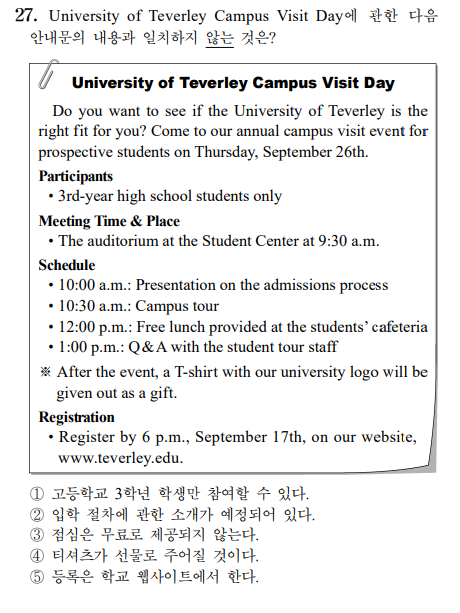 27. University of Teverley Campus Visit Day에 관한 다음
안내문의 내용과 일치하지 않는 것은?
University of Teverley Campus Visit Day
Do you want to see if the University of Teverley is the
right fit for you? Come to our annual campus visit event for
prospective students on Thursday, September 26th.
Participants
• 3rd-year high school students only
Meeting Time & Place
• The auditorium at the Student Center at 9:30 a.m.
Schedule
• 10:00 a.m.: Presentation on the admissions process
• 10:30 a.m.: Campus tour
• 12:00 p.m.: Free lunch provided at the students' cafeteria
• 1:00 p.m.: Q&A with the student tour staff
※ After the event, a T-shirt with our university logo will be
given out as a gift.
Registration
• Register by 6 p.m., September 17th, on our website,
www.teverley.edu.
① 고등학교 3학년 학생만 참여할 수 있다.
② 입학 절차에 관한 소개가 예정되어 있다.
③ 점심은 무료로 제공되지 않는다.
④ 티셔츠가 선물로 주어질 것이다.
⑤ 등록은 학교 웹사이트에서 한다.